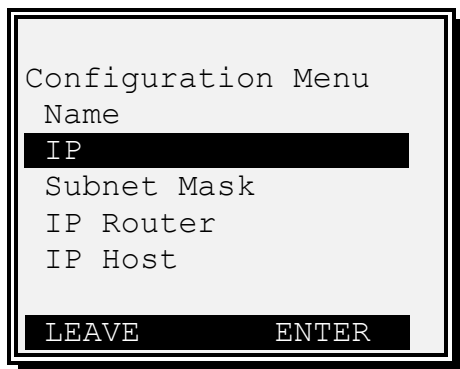 Configuration Menu
Name
IP
Subnet Mask
IP Router
IP Host
LEAVE ENTER